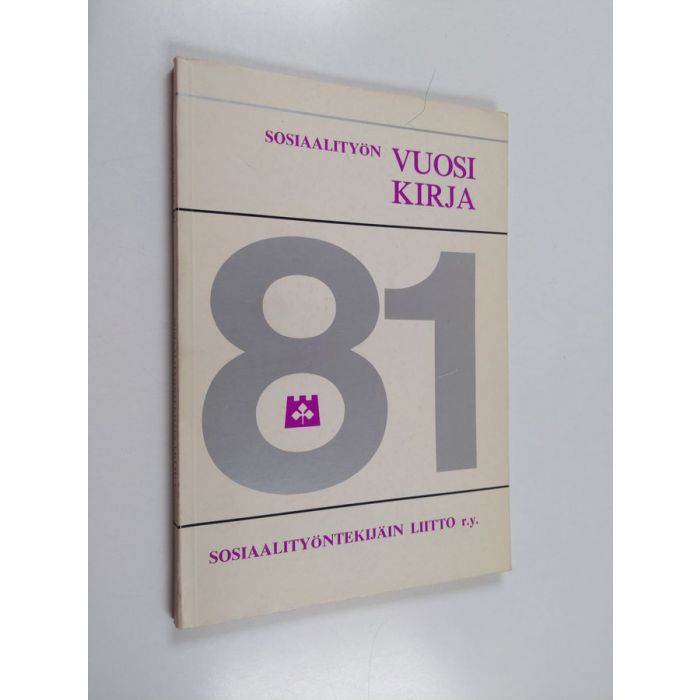 SOSIAALITYÖN VUOSI
KIRJA
81
SOSIAALITYÖNTEKIJÄIN LIITTO r.y.